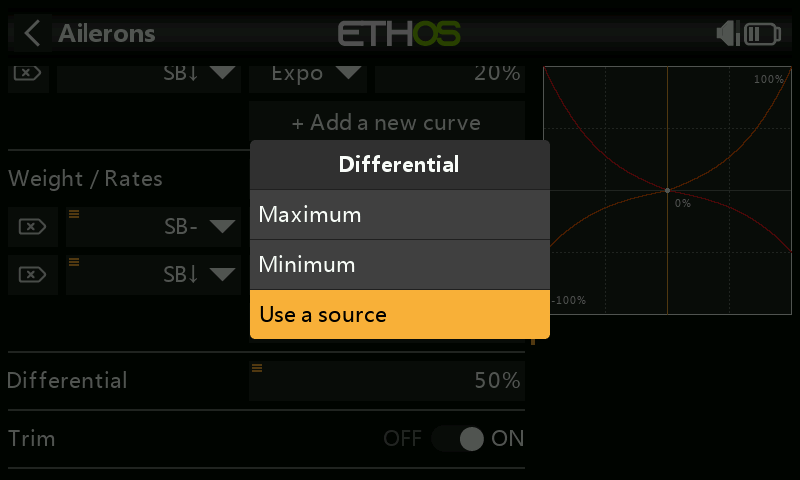 Ailerons
ETHOS
SB↓
Expo
20%
+ Add a new curve
Weight / Rates
SB-
SB↓
Differential
Maximum
Minimum
Use a source
100%
0%
-100%
Differential
50%
Trim
OFF
ON